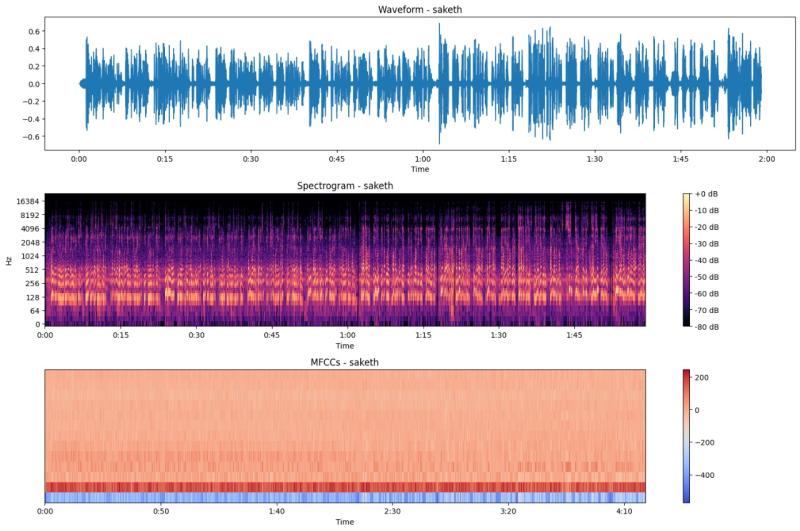 Waveform - saketh
0.6
0.4
0.2
0.0
−0.2
−0.4
−0.6
0:00 0:15 0:30 0:45 1:00 1:15 1:30 1:45 2:00
Time
Spectrogram - saketh
16384
8192
4096
2048
1024
512
256
128
64
0
Hz
0:00 0:15 0:30 0:45 1:00 1:15 1:30 1:45
Time
+0 dB
-10 dB
-20 dB
-30 dB
-40 dB
-50 dB
-60 dB
-70 dB
-80 dB
MFCCs - saketh
0:00 0:50 1:40 2:30 3:20 4:10
Time
200
0
−200
−400